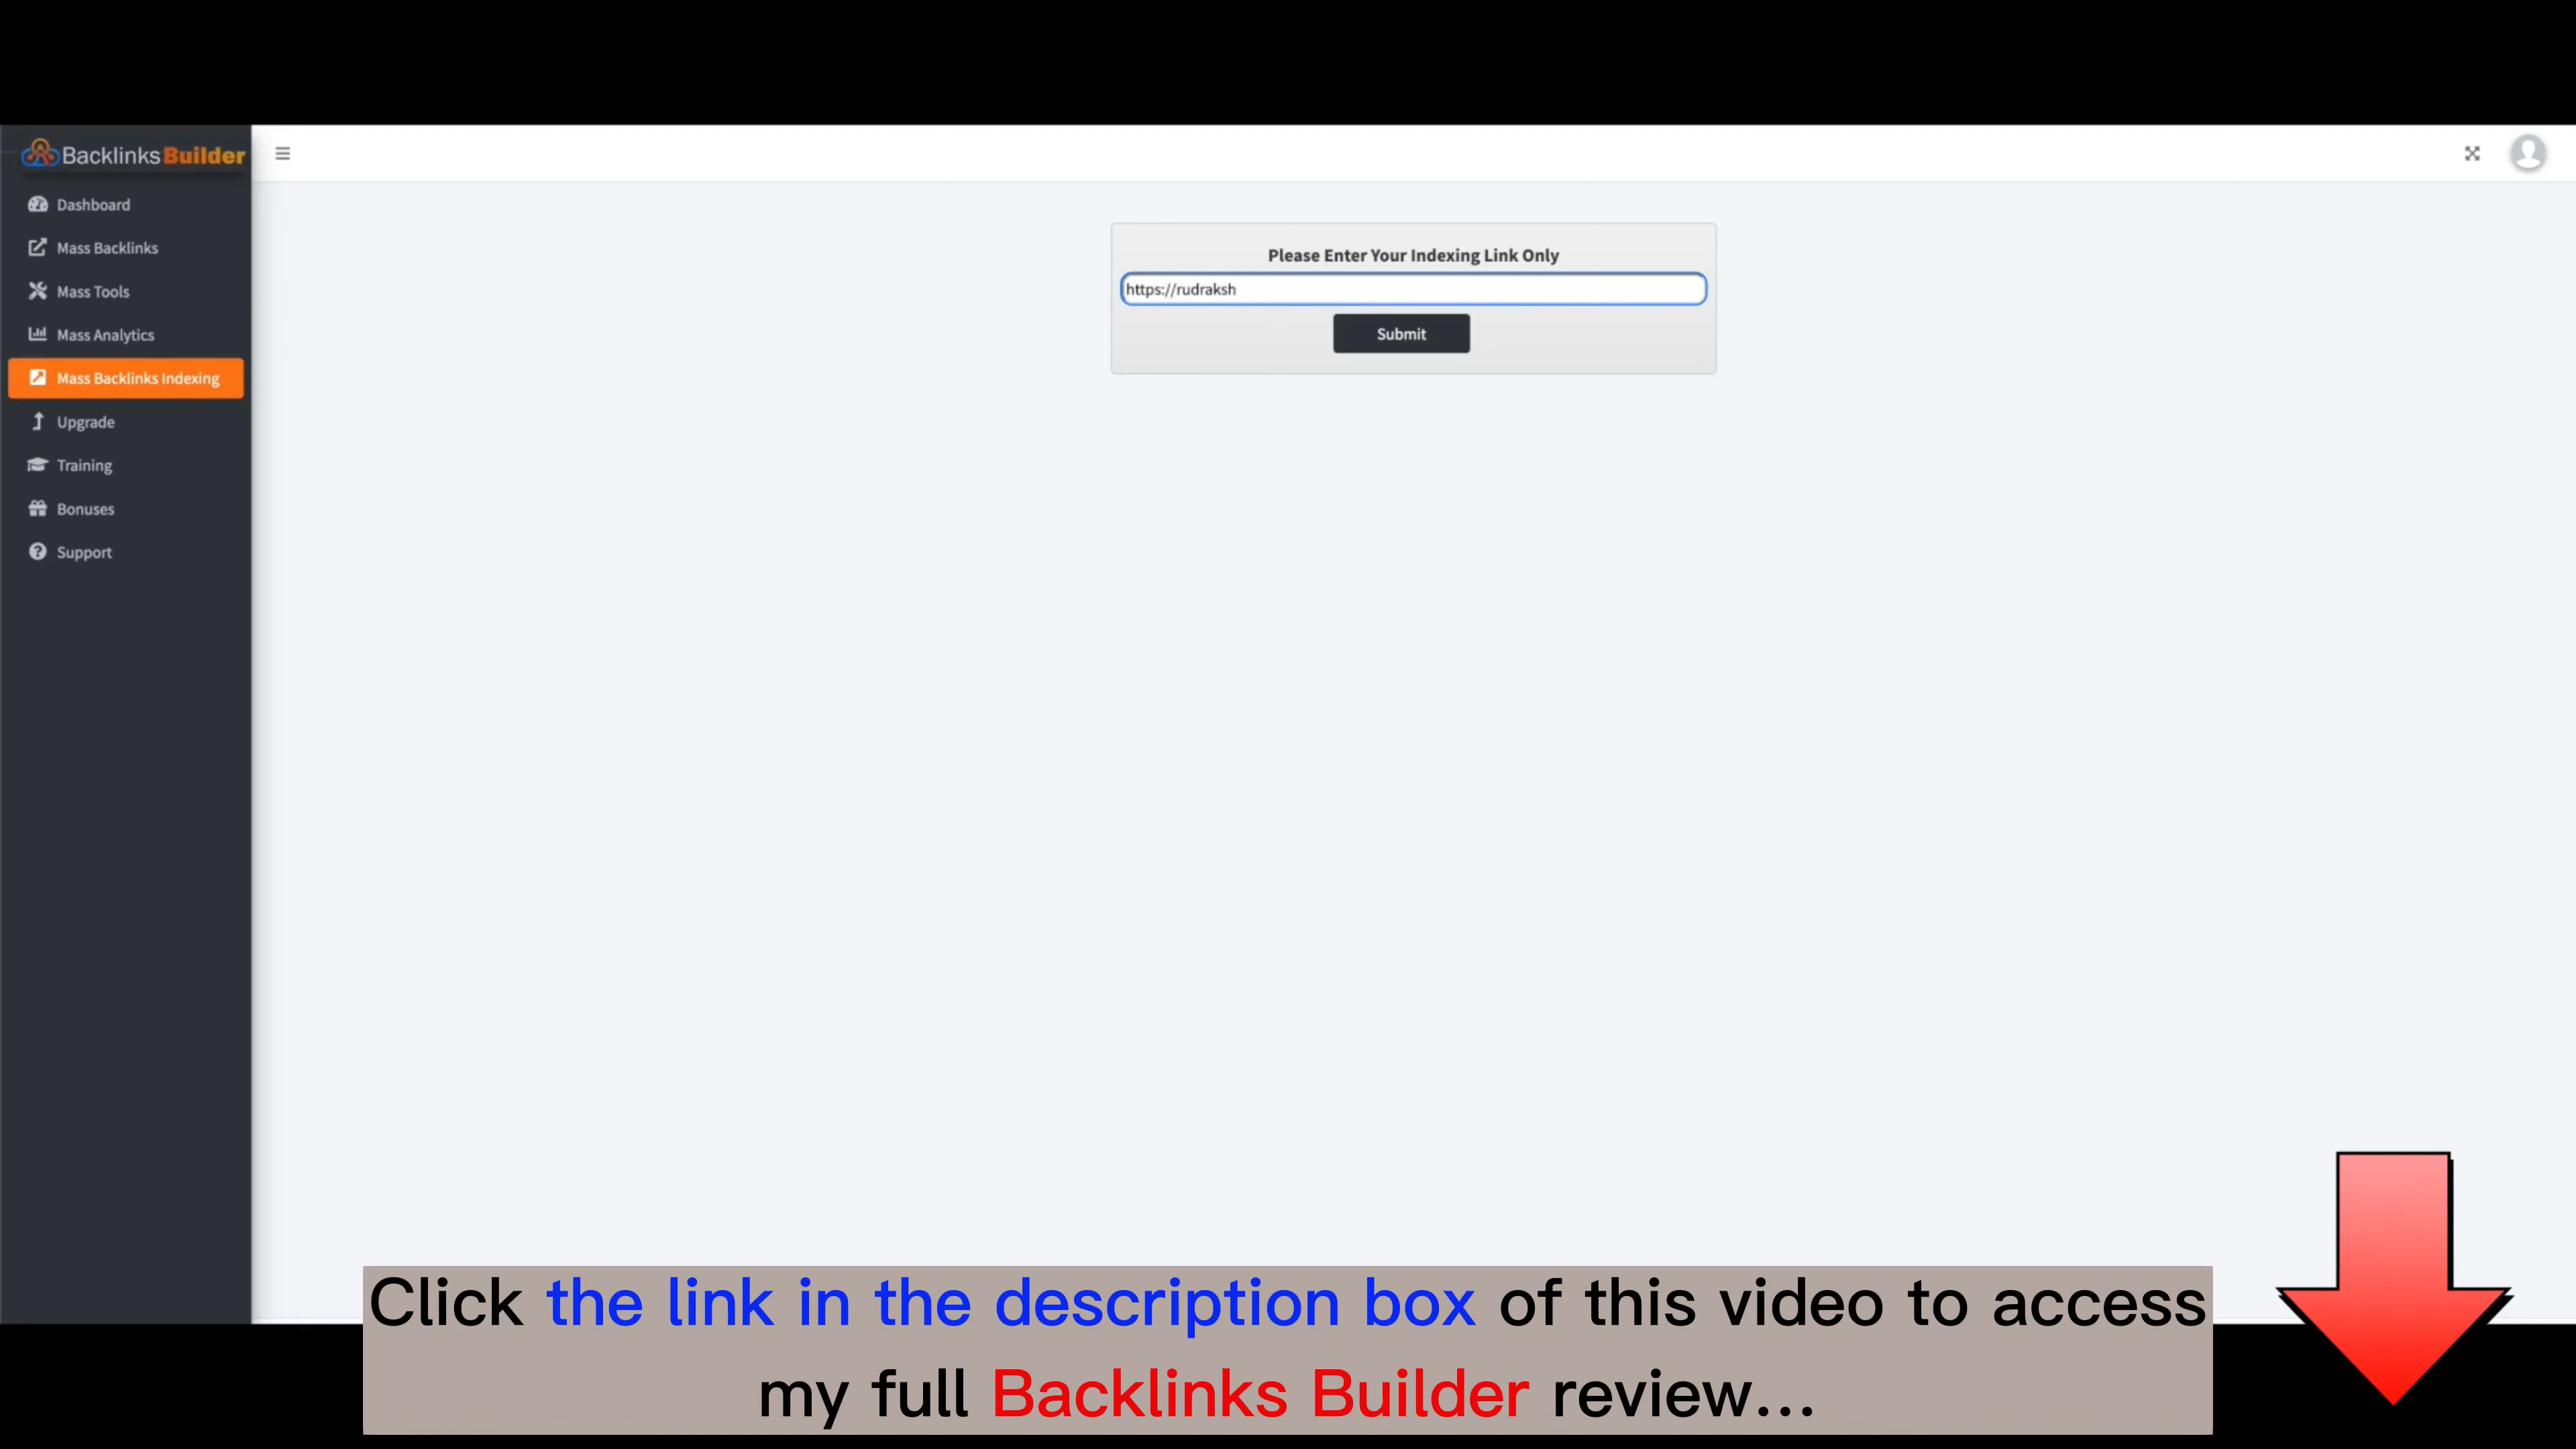 Backlinks Builder
Dashboard
Mass Backlinks
Mass Tools
Mass Analytics
Mass Backlinks Indexing
Upgrade
Training
Bonuses
Support
Please Enter Your Indexing Link Only
https://rudraksh
Submit
Click the link in the description box of this video to access
my full Backlinks Builder review...